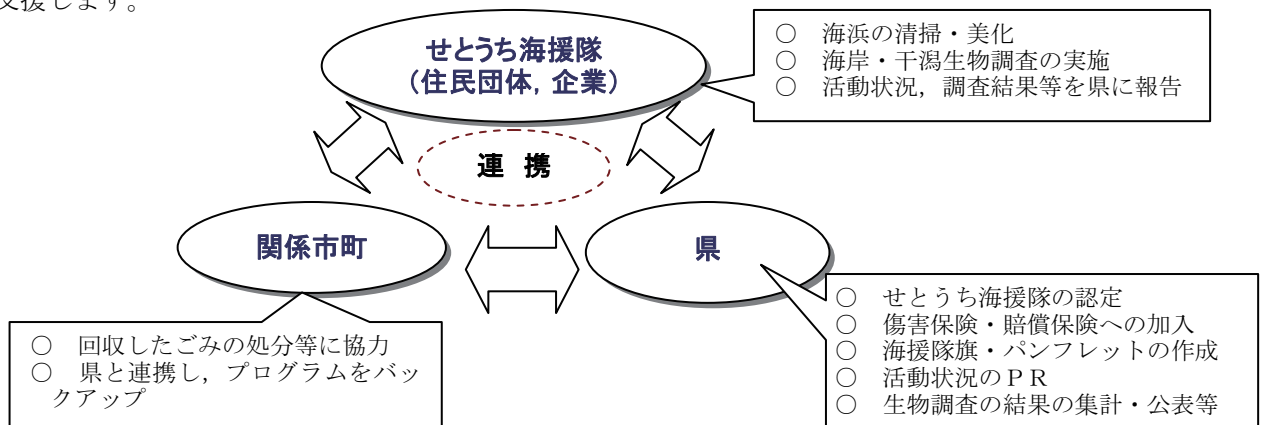 支援します。
せとうち海援隊
（住民団体，企業）
○　海浜の清掃・美化
○　海岸・干潟生物調査の実施
○　活動状況，調査結果等を県に報告
連 携
関係市町
県
○　回収したごみの処分等に協力
○　県と連携し，プログラムをバッ
クアップ
○　せとうち海援隊の認定
○　傷害保険・賠償保険への加入
○　海援隊旗・パンフレットの作成
○　活動状況のＰＲ
○　生物調査の結果の集計・公表等